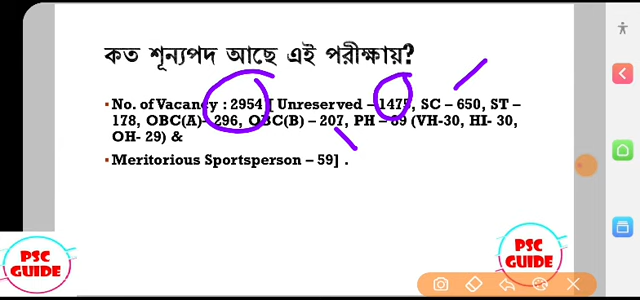 কত শূন্যপদ আছে এই পরীক্ষায়?
No. of Vacancy : 2954 [ Unreserved – 1475, SC – 650, ST –
178, OBC(A)- 296, OBC(B) – 207, PH – 89 (VH-30, HI- 30,
OH- 29) &
Meritorious Sportsperson – 59] .
PSC
GUIDE
PSC
GUIDE